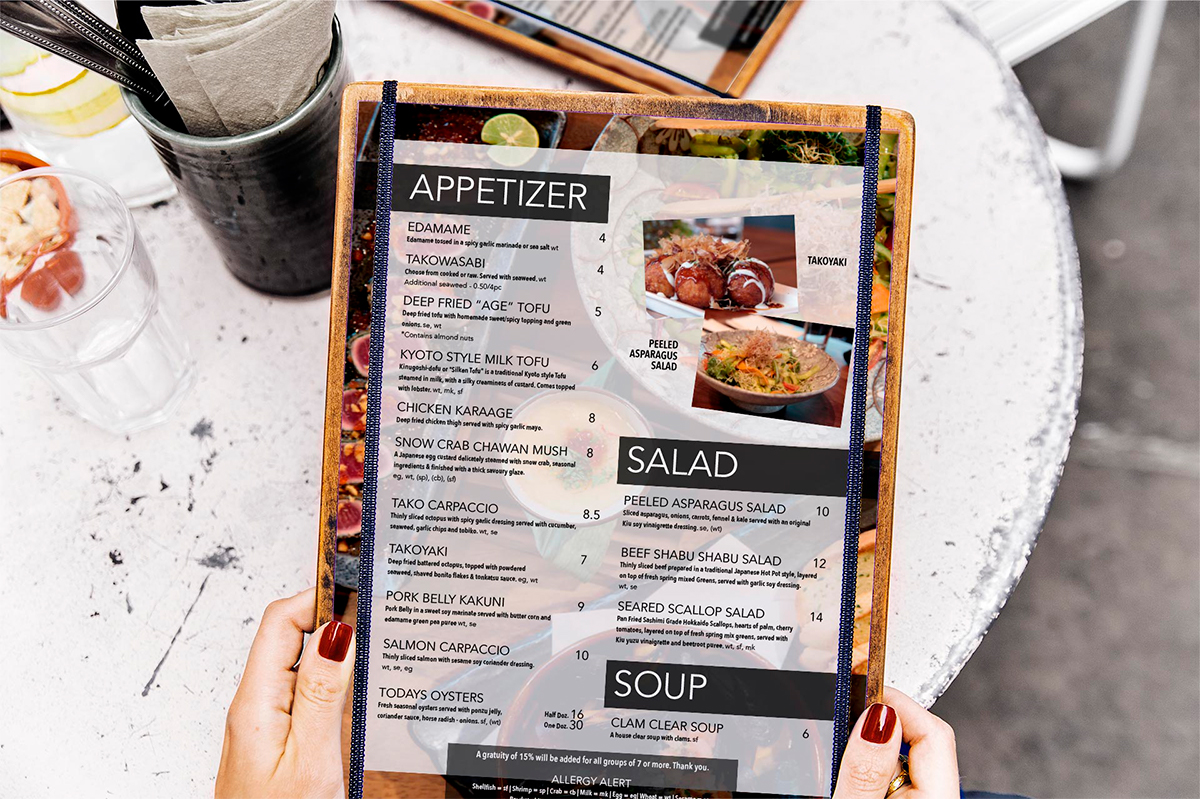 APPETIZER
EDAMAME 4
Edamame tossed in a spicy garlic marinade or sea salt wt
TAKOWASABI 4
Choose from cooked or raw. Served with seaweed. wt
Additional seaweed - 0.50/4pc
DEEP FRIED "AGE" TOFU 5
Deep fried tofu with homemade sweet/spicy topping and green
onions. se, wt
*Contains almond nuts
KYOTO STYLE MILK TOFU 6
Kinugoshi-dofu or "Silken Tofu" is a traditional Kyoto style Tofu
steamed in milk, with a silky creaminess of custard. Comes topped
with lobster. wt, mk, sf
CHICKEN KARAAGE 8
Deep fried chicken thigh served with spicy garlic mayo.
SNOW CRAB CHAWAN MUSH 8
A Japanese egg custard delicately steamed with snow crab, seasonal
ingredients & finished with a thick savoury glaze.
eg, wt, (sp), (cb), (sf)
TAKO CARPACCIO 8.5
Thinly sliced octopus with spicy garlic dressing served with cucumber,
seaweed, garlic chips and tobiko. wt, se
TAKOYAKI 7
Deep fried battered octopus, topped with powdered
seaweed, shaved bonito flakes & tonkatsu sauce. eg, wt
PORK BELLY KAKUNI 9
Pork Belly in a sweet soy marinate served with butter corn and
edamame green pea puree wt, se
SALMON CARPACCIO 10
Thinly sliced salmon with sesame soy coriander dressing.
wt, se, eg
TODAYS OYSTERS
Fresh seasonal oysters served with ponzu jelly,
coriander sauce, horse radish - onions. sf, (wt)
Half Doz. 16
One Doz. 30
TAKOYAKI
PEELED
ASPARAGUS
SALAD
SALAD
PEELED ASPARAGUS SALAD 10
Sliced asparagus, onions, carrots, fennel & kale served with an original
Kiu soy vinaigrette dressing. se, (wt)
BEEF SHABU SHABU SALAD 12
Thinly sliced beef prepared in a traditional Japanese Hot Pot style, layered
on top of fresh spring mixed Greens, served with garlic soy dressing.
wt, se
SEARED SCALLOP SALAD 14
Pan Fried Sashimi Grade Hokkaido Scallops, hearts of palm, cherry
tomatoes, layered on top of fresh spring mix greens, served with
Kiu yuzu vinaigrette and beetroot puree. wt, sf, mk
SOUP
CLAM CLEAR SOUP 6
A house clear soup with clams. sf
A gratuity of 15% will be added for all groups of 7 or more. Thank you.
ALLERGY ALERT
Shellfish = sf | Shrimp = sp | Crab = cb | Milk = mk | Egg = eg | Wheat = wt |